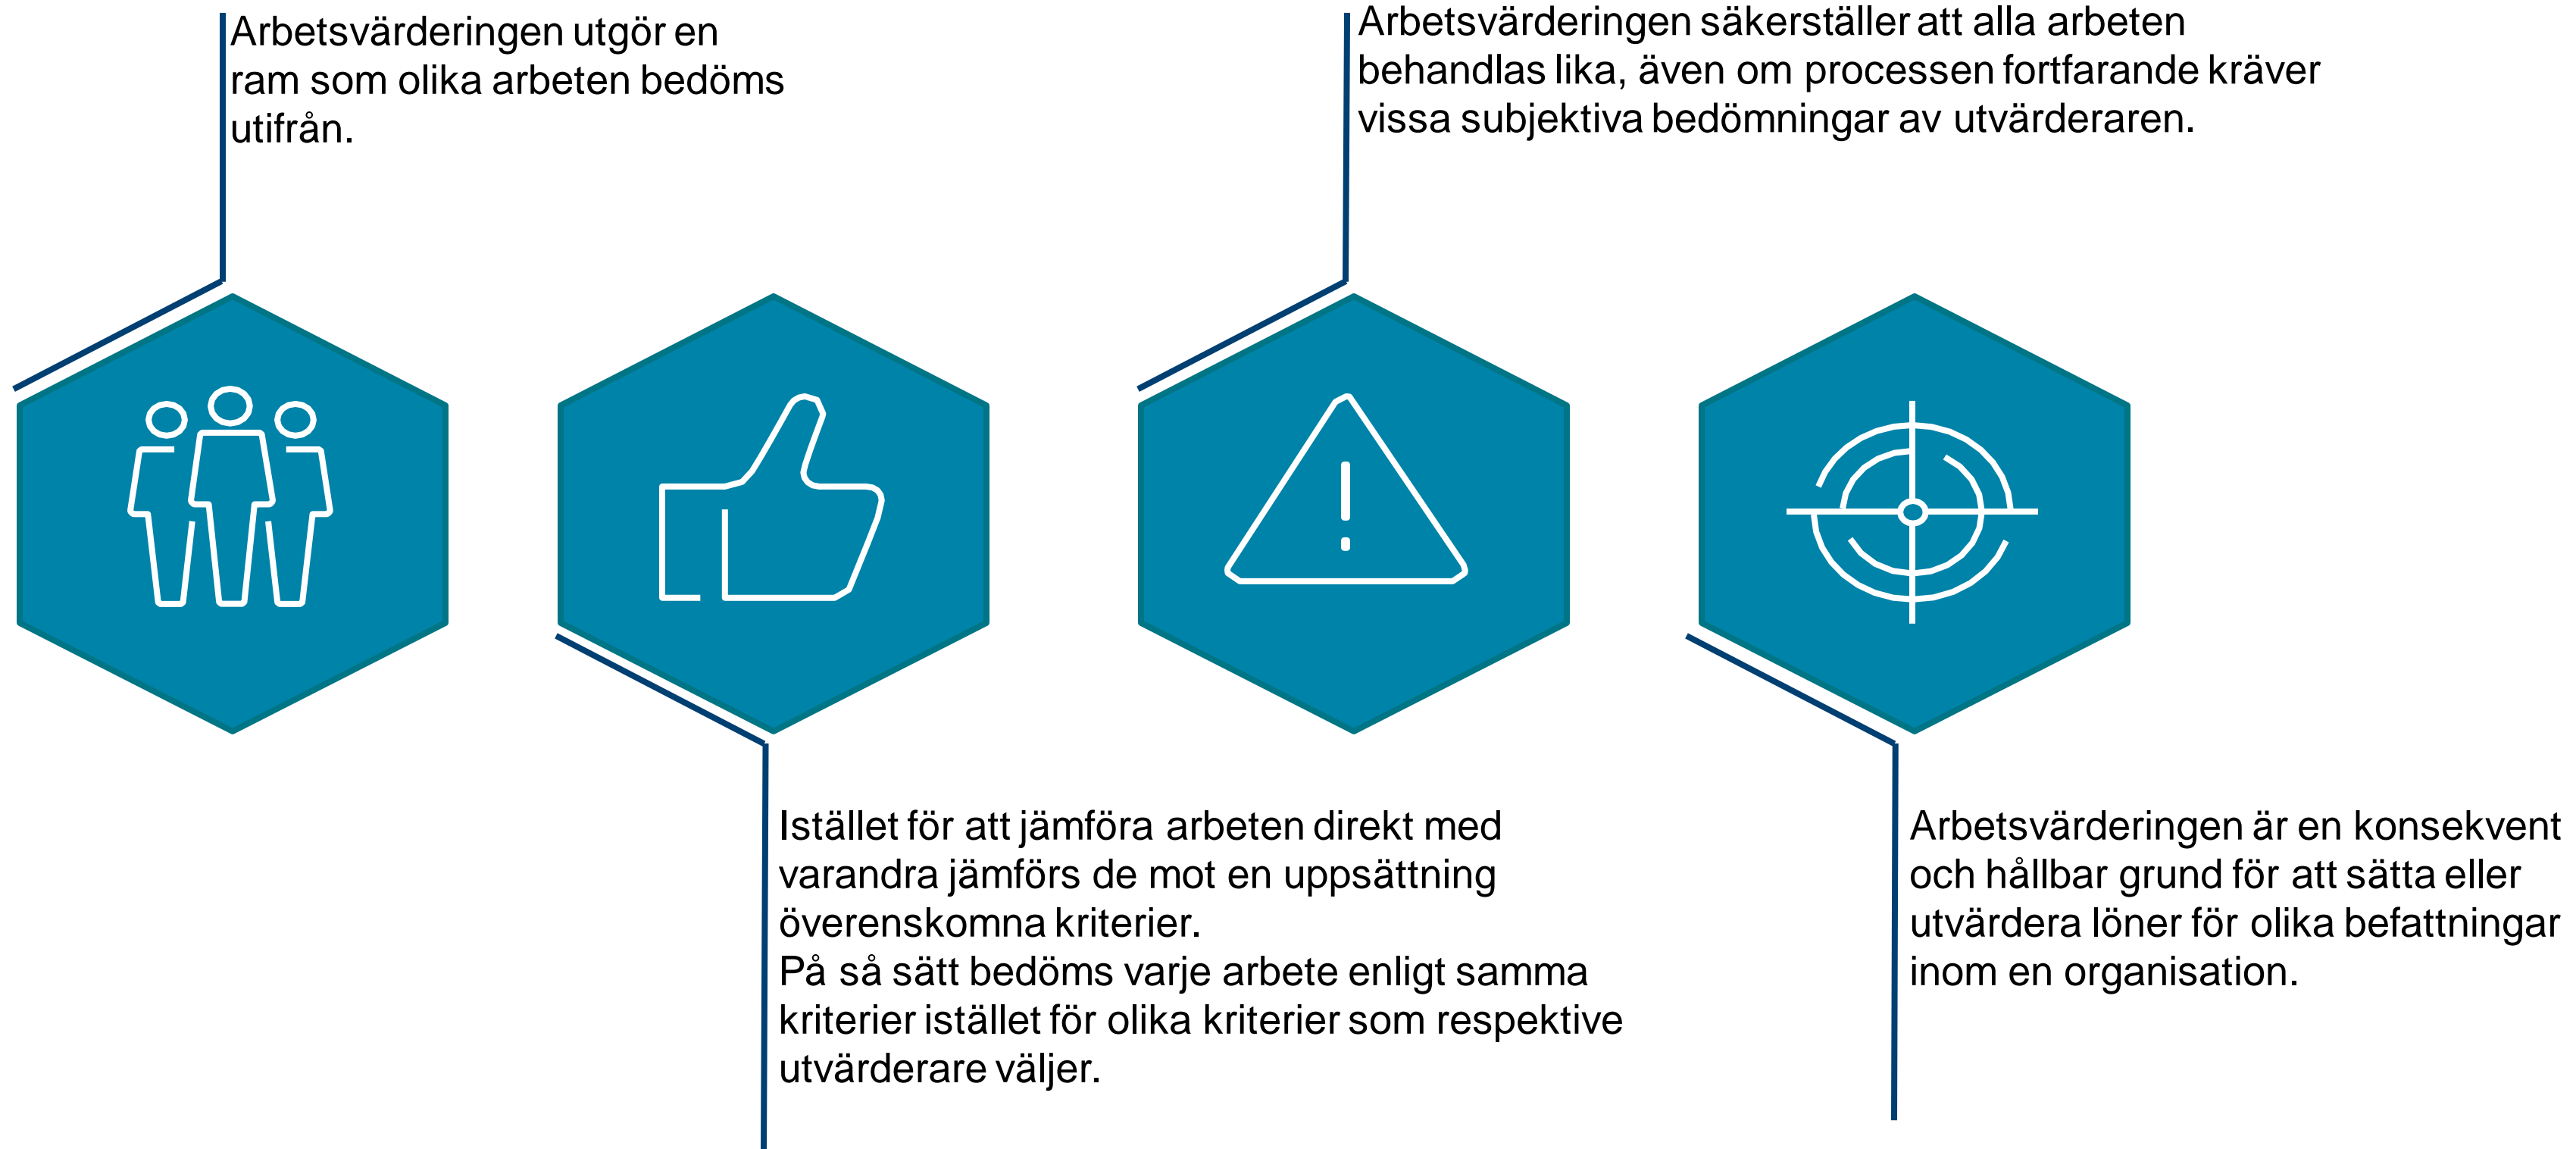 Arbetsvärderingen utgör en
ram som olika arbeten bedöms
utifrån.
Istället för att jämföra arbeten direkt med
varandra jämförs de mot en uppsättning
överenskomna kriterier.
På så sätt bedöms varje arbete enligt samma
kriterier istället för olika kriterier som respektive
utvärderare väljer.
Arbetsvärderingen säkerställer att alla arbeten
behandlas lika, även om processen fortfarande kräver
vissa subjektiva bedömningar av utvärderaren.
Arbetsvärderingen är en konsekvent
och hållbar grund för att sätta eller
utvärdera löner för olika befattningar
inom en organisation.